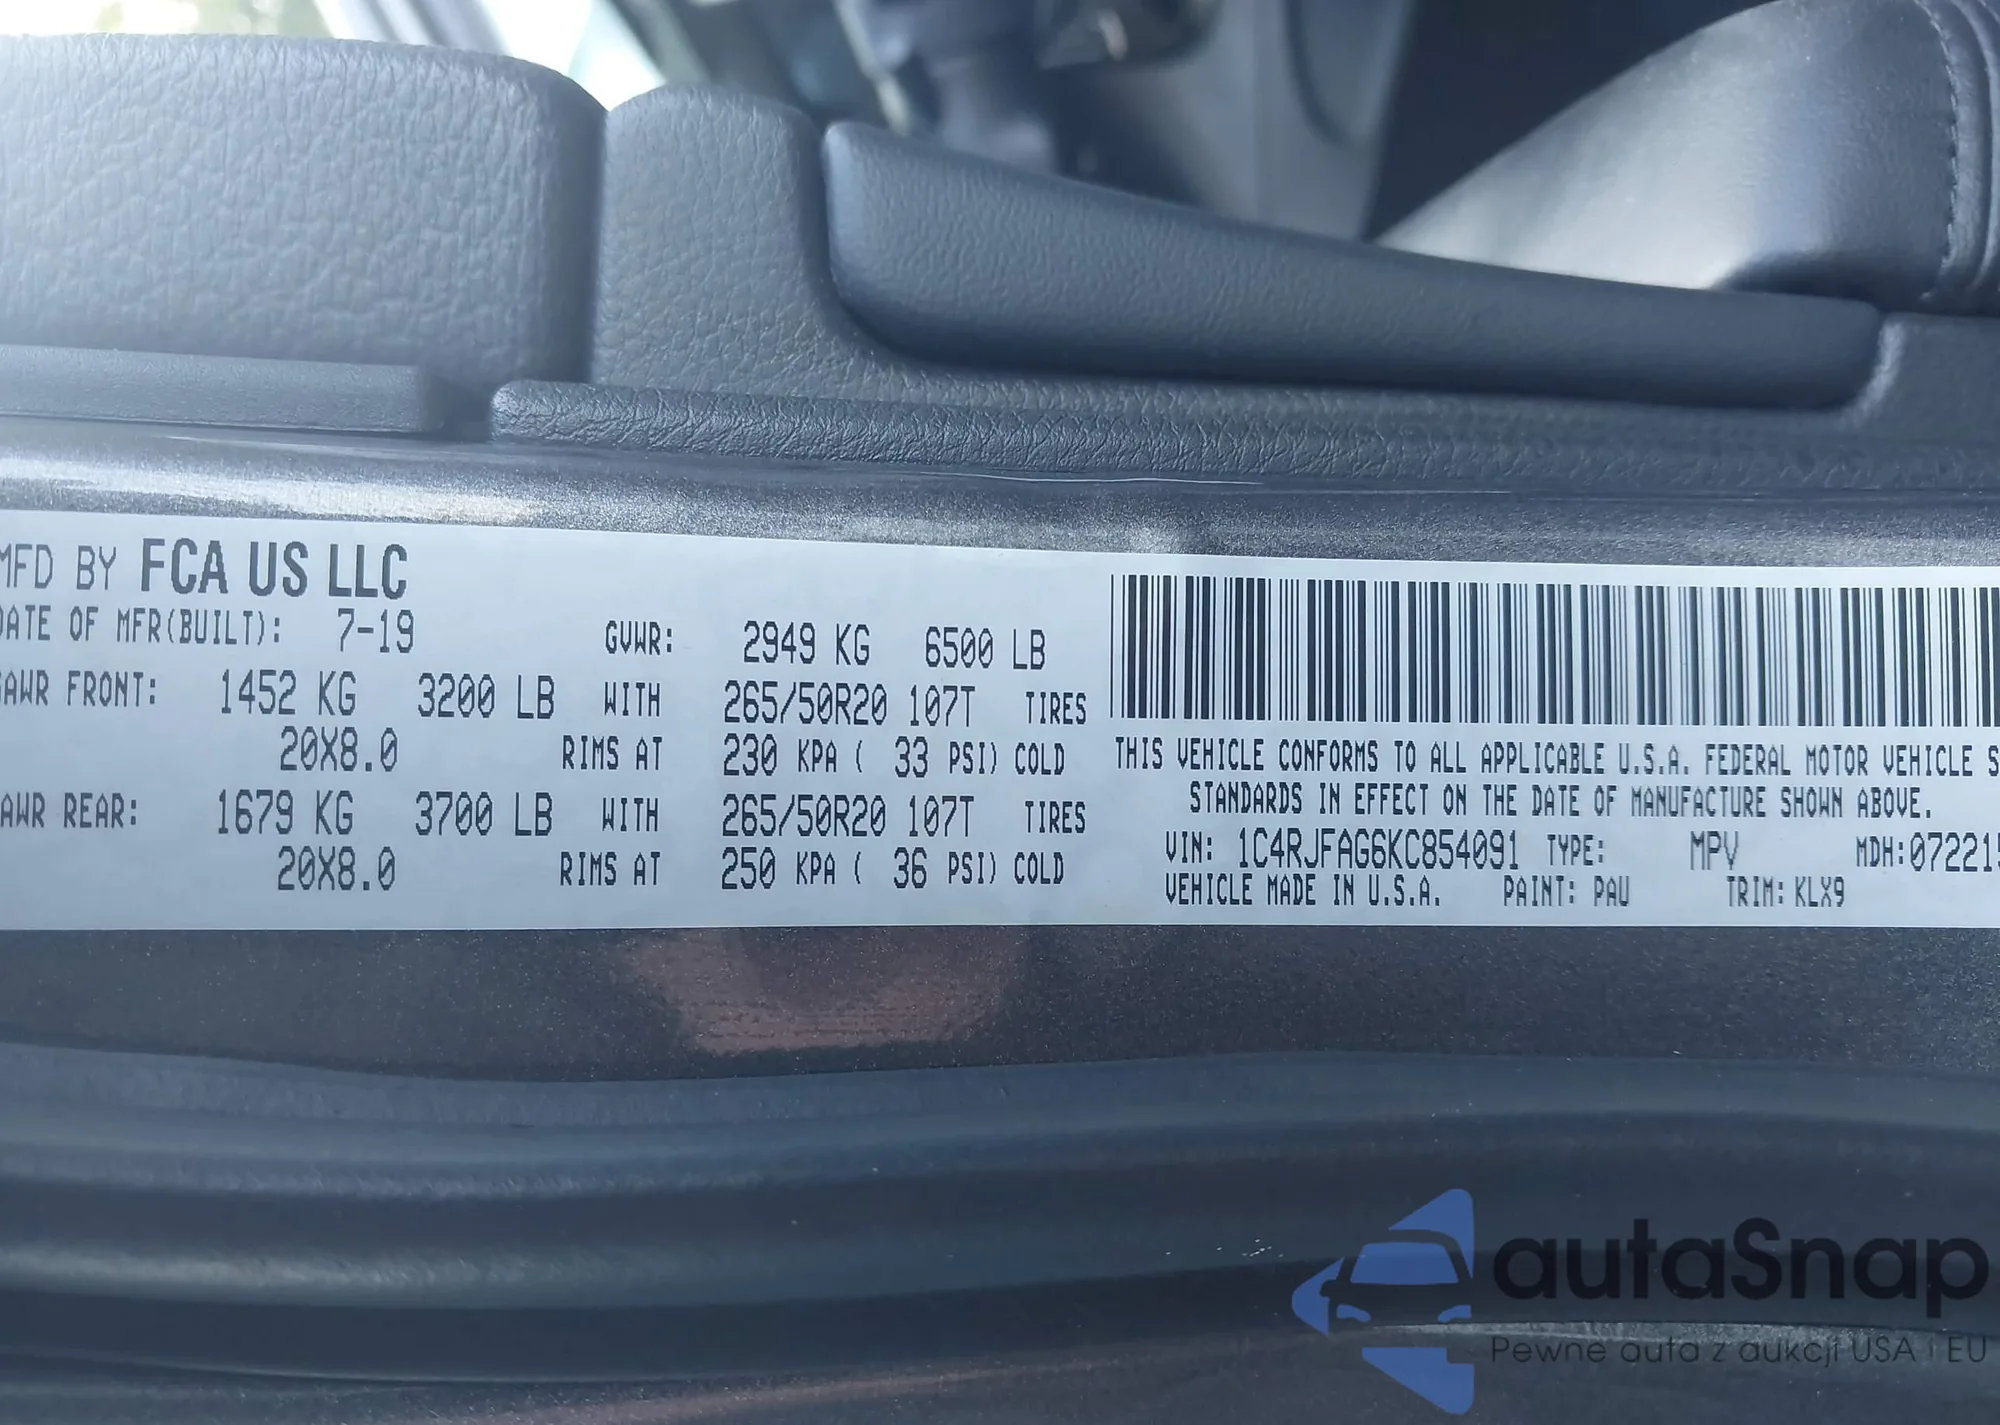 MFD BY FCA US LLC
DATE OF MFR(BUILT): 7-19 GVWR: 2949 KG 6500 LB
GAWR FRONT: 1452 KG 3200 LB WITH 265/50R20 107T TIRES
20X8.0 RIMS AT 230 KPA ( 33 PSI) COLD
GAWR REAR: 1679 KG 3700 LB WITH 265/50R20 107T TIRES
20X8.0 RIMS AT 250 KPA ( 36 PSI) COLD
THIS VEHICLE CONFORMS TO ALL APPLICABLE U.S.A. FEDERAL MOTOR VEHICLE S
STANDARDS IN EFFECT ON THE DATE OF MANUFACTURE SHOWN ABOVE.
VIN: 1C4RJFAG6KC854091 TYPE: MPV MDH:072215
VEHICLE MADE IN U.S.A. PAINT: PAU TRIM: KLX9
autaSnap
Pewne auta z aukcji USA i EU